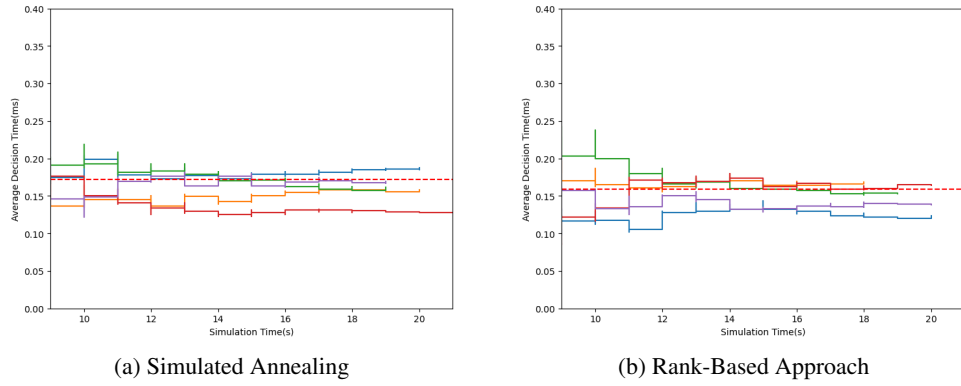 0.40
0.35
0.30
0.25
0.20
0.15
0.10
0.05
0.00
Average Decision Time(ms)
10 12 14 16 18 20
Simulation Time(s)
(a) Simulated Annealing
0.40
0.35
0.30
0.25
0.20
0.15
0.10
0.05
0.00
Average Decision Time(ms)
10 12 14 16 18 20
Simulation Time(s)
(b) Rank-Based Approach